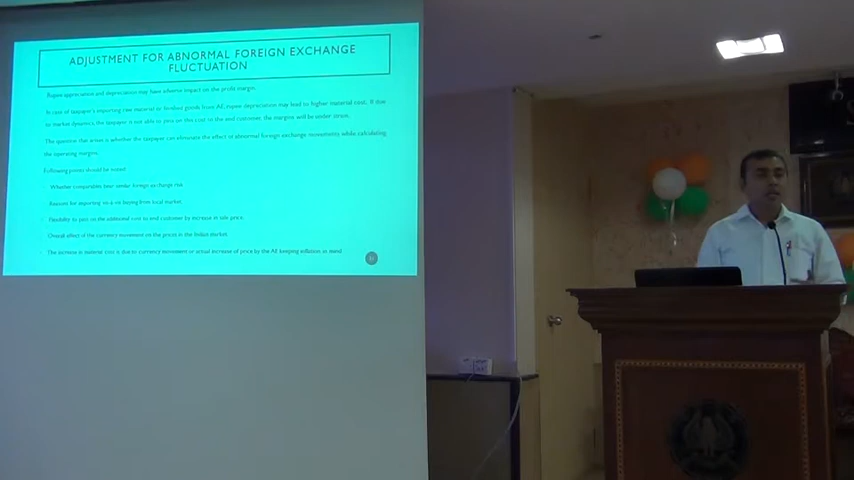 ADJUSTMENT FOR ABNORMAL FOREIGN EXCHANGE
FLUCTUATION
Rupee appreciation and depreciation may have adverse impact on the profit margin.
In case of taxpayer's importing raw material or finished goods from AE, rupee depreciation may lead to higher material cost. If due
to market dynamics, the taxpayer is not able to pass on this cost to the end customer, the margins will be under strain.
The question that arises is whether the taxpayer can eliminate the effect of abnormal foreign exchange movements while calculating
the operating margins.
Following points should be noted:
Whether comparables bear similar foreign exchange risk
Reasons for importing vis a vis buying from local market.
Flexibility to pass on the additional cost to end customer by increase in sale price.
Overall effect of the currency movement on the prices in the Indian market.
The increase in material cost is due to currency movement or actual increase of price by the AE keeping inflation in mind